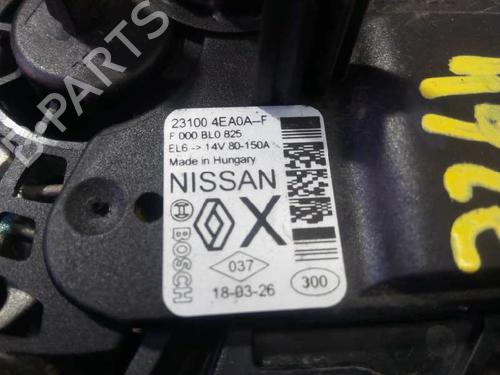 B-PARTS
23100 4EA0A-F
F 000 BL0 825
EL6 -> 14V 80-150A
Made in Hungary
NISSAN
X
BOSCH
037
18-03-26
300